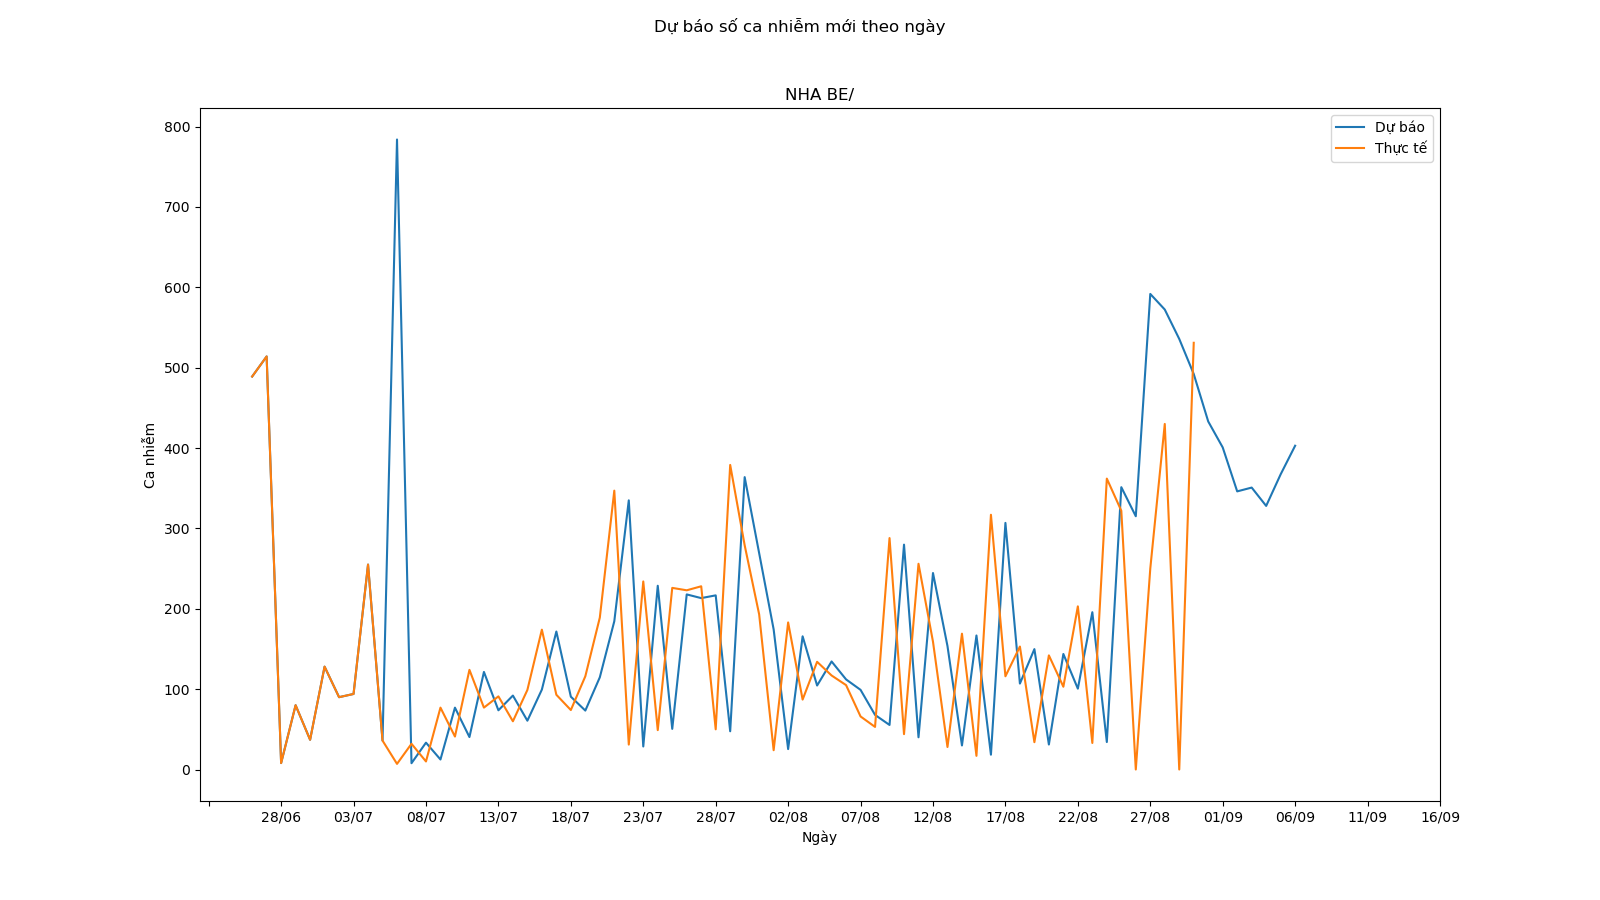 Dự báo số ca nhiễm mới theo ngày
NHA BE/
Dự báo
Thực tế
800
700
600
500
400
300
200
100
0
Ca nhiễm
28/06 03/07 08/07 13/07 18/07 23/07 28/07 02/08 07/08 12/08 17/08 22/08 27/08 01/09 06/09 11/09 16/09
Ngày